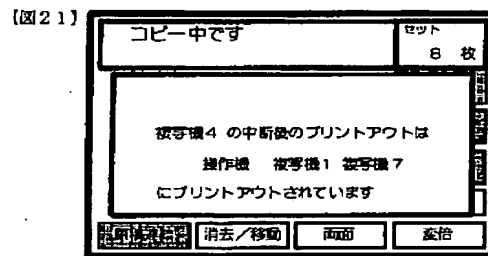 【図21】
コピー中です
セット
8 枚
複写機4 の中断後のプリントアウトは
操作機 複写機1 複写機7
にプリントアウトされています
消去/移動 両面 変倍